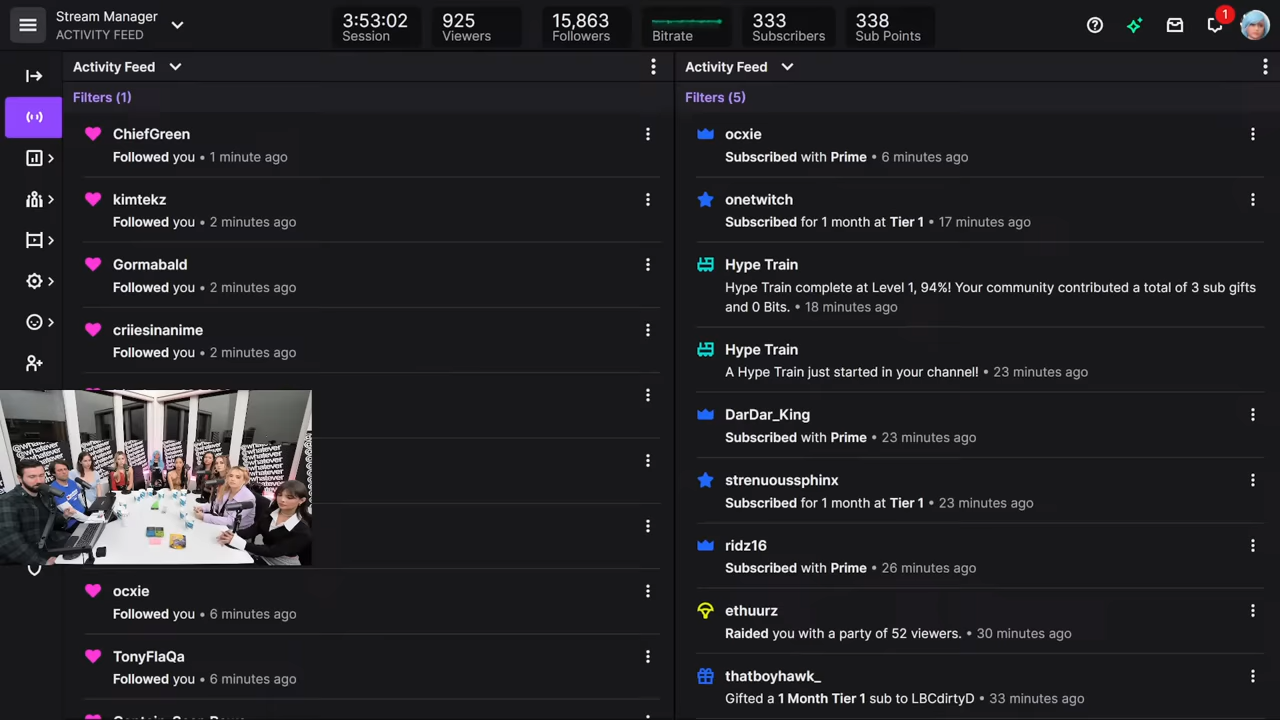 Stream Manager
ACTIVITY FEED
3:53:02
Session
925
Viewers
15,863
Followers
Bitrate
333
Subscribers
338
Sub Points
1
Activity Feed
Filters (1)
ChiefGreen
Followed you • 1 minute ago
kimtekz
Followed you • 2 minutes ago
Gormabald
Followed you • 2 minutes ago
criiesinanime
Followed you • 2 minutes ago
@whatever
whatever
ocxie
Followed you • 6 minutes ago
TonyFlaQa
Followed you • 6 minutes ago
Activity Feed
Filters (5)
ocxie
Subscribed with Prime • 6 minutes ago
onetwitch
Subscribed for 1 month at Tier 1 • 17 minutes ago
Hype Train
Hype Train complete at Level 1, 94%! Your community contributed a total of 3 sub gifts
and 0 Bits. • 18 minutes ago
Hype Train
A Hype Train just started in your channel! • 23 minutes ago
DarDar_King
Subscribed with Prime • 23 minutes ago
strenuoussphinx
Subscribed for 1 month at Tier 1 • 23 minutes ago
ridz16
Subscribed with Prime • 26 minutes ago
ethuurz
Raided you with a party of 52 viewers. • 30 minutes ago
thatboyhawk_
Gifted a 1 Month Tier 1 sub to LBCdirtyD • 33 minutes ago